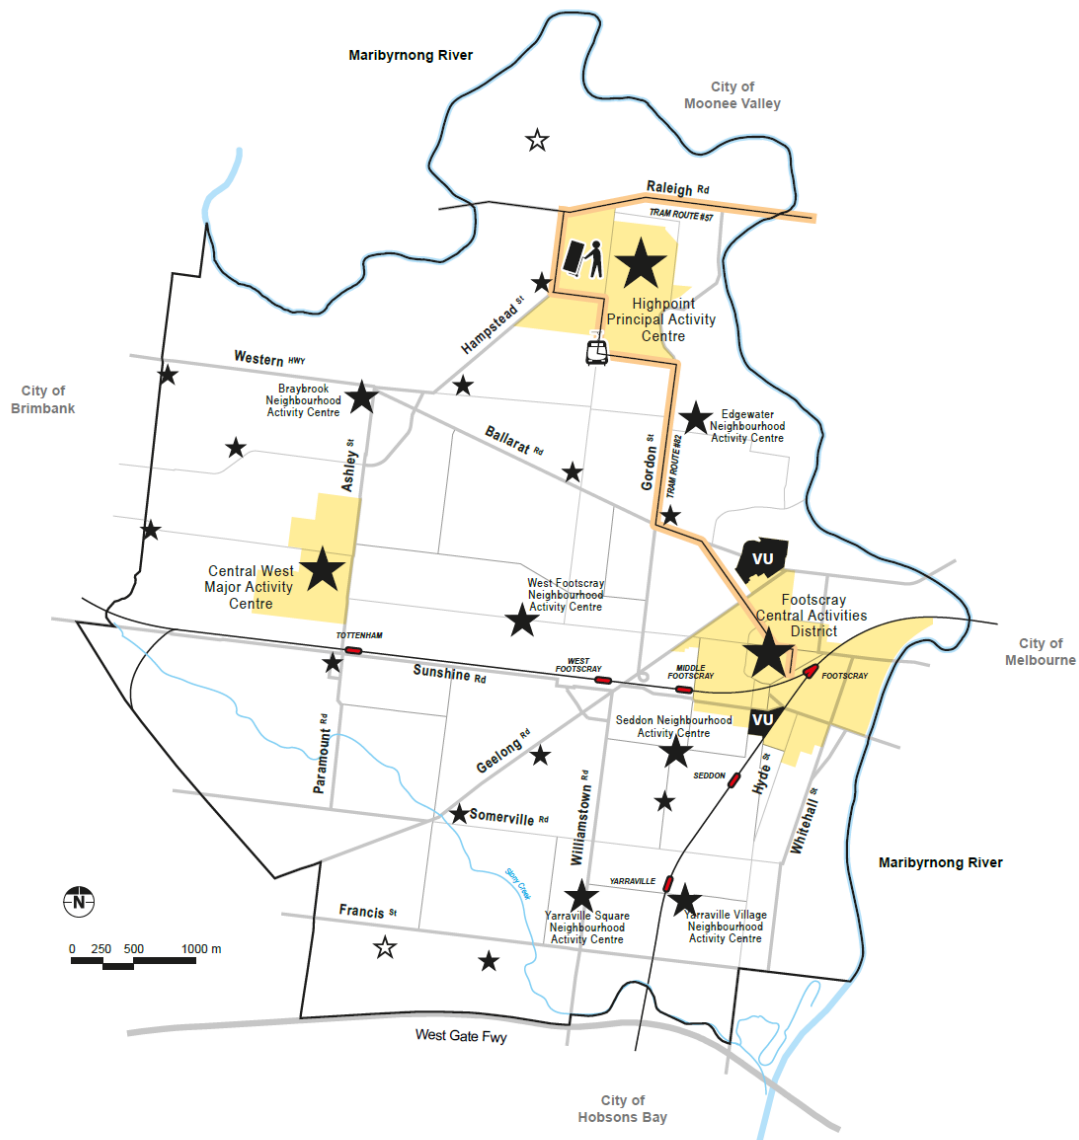 Maribyrnong River
City of
Moonee Valley
Raleigh Rd
TRAM ROUTE #57
Highpoint
Principal Activity
Centre
Hampstead St
Western HWY
City of
Brimbank
Braybrook
Neighbourhood
Activity Centre
Edgewater
Neighbourhood
Activity Centre
Ballarat Rd
Ashley St
Gordon St
TRAM ROUTE #82
VU
Central West
Major Activity
Centre
West Footscray
Neighbourhood
Activity Centre
Footscray
Central Activities
District
City of
Melbourne
TOTTENHAM
WEST
FOOTSCRAY
MIDDLE
FOOTSCRAY
FOOTSCRAY
Sunshine Rd
VU
Seddon Neighbourhood
Activity Centre
Paramount Rd
Geelong Rd
SEDDON
Hyde St
Williamstown Rd
Whitehall St
Somerville Rd
Maribyrnong River
Stony Creek
YARRAVILLE
N
Francis St
Yarraville Square
Neighbourhood
Activity Centre
Yarraville Village
Neighbourhood
Activity Centre
0 250 500 1000 m
West Gate Fwy
City of
Hobsons Bay